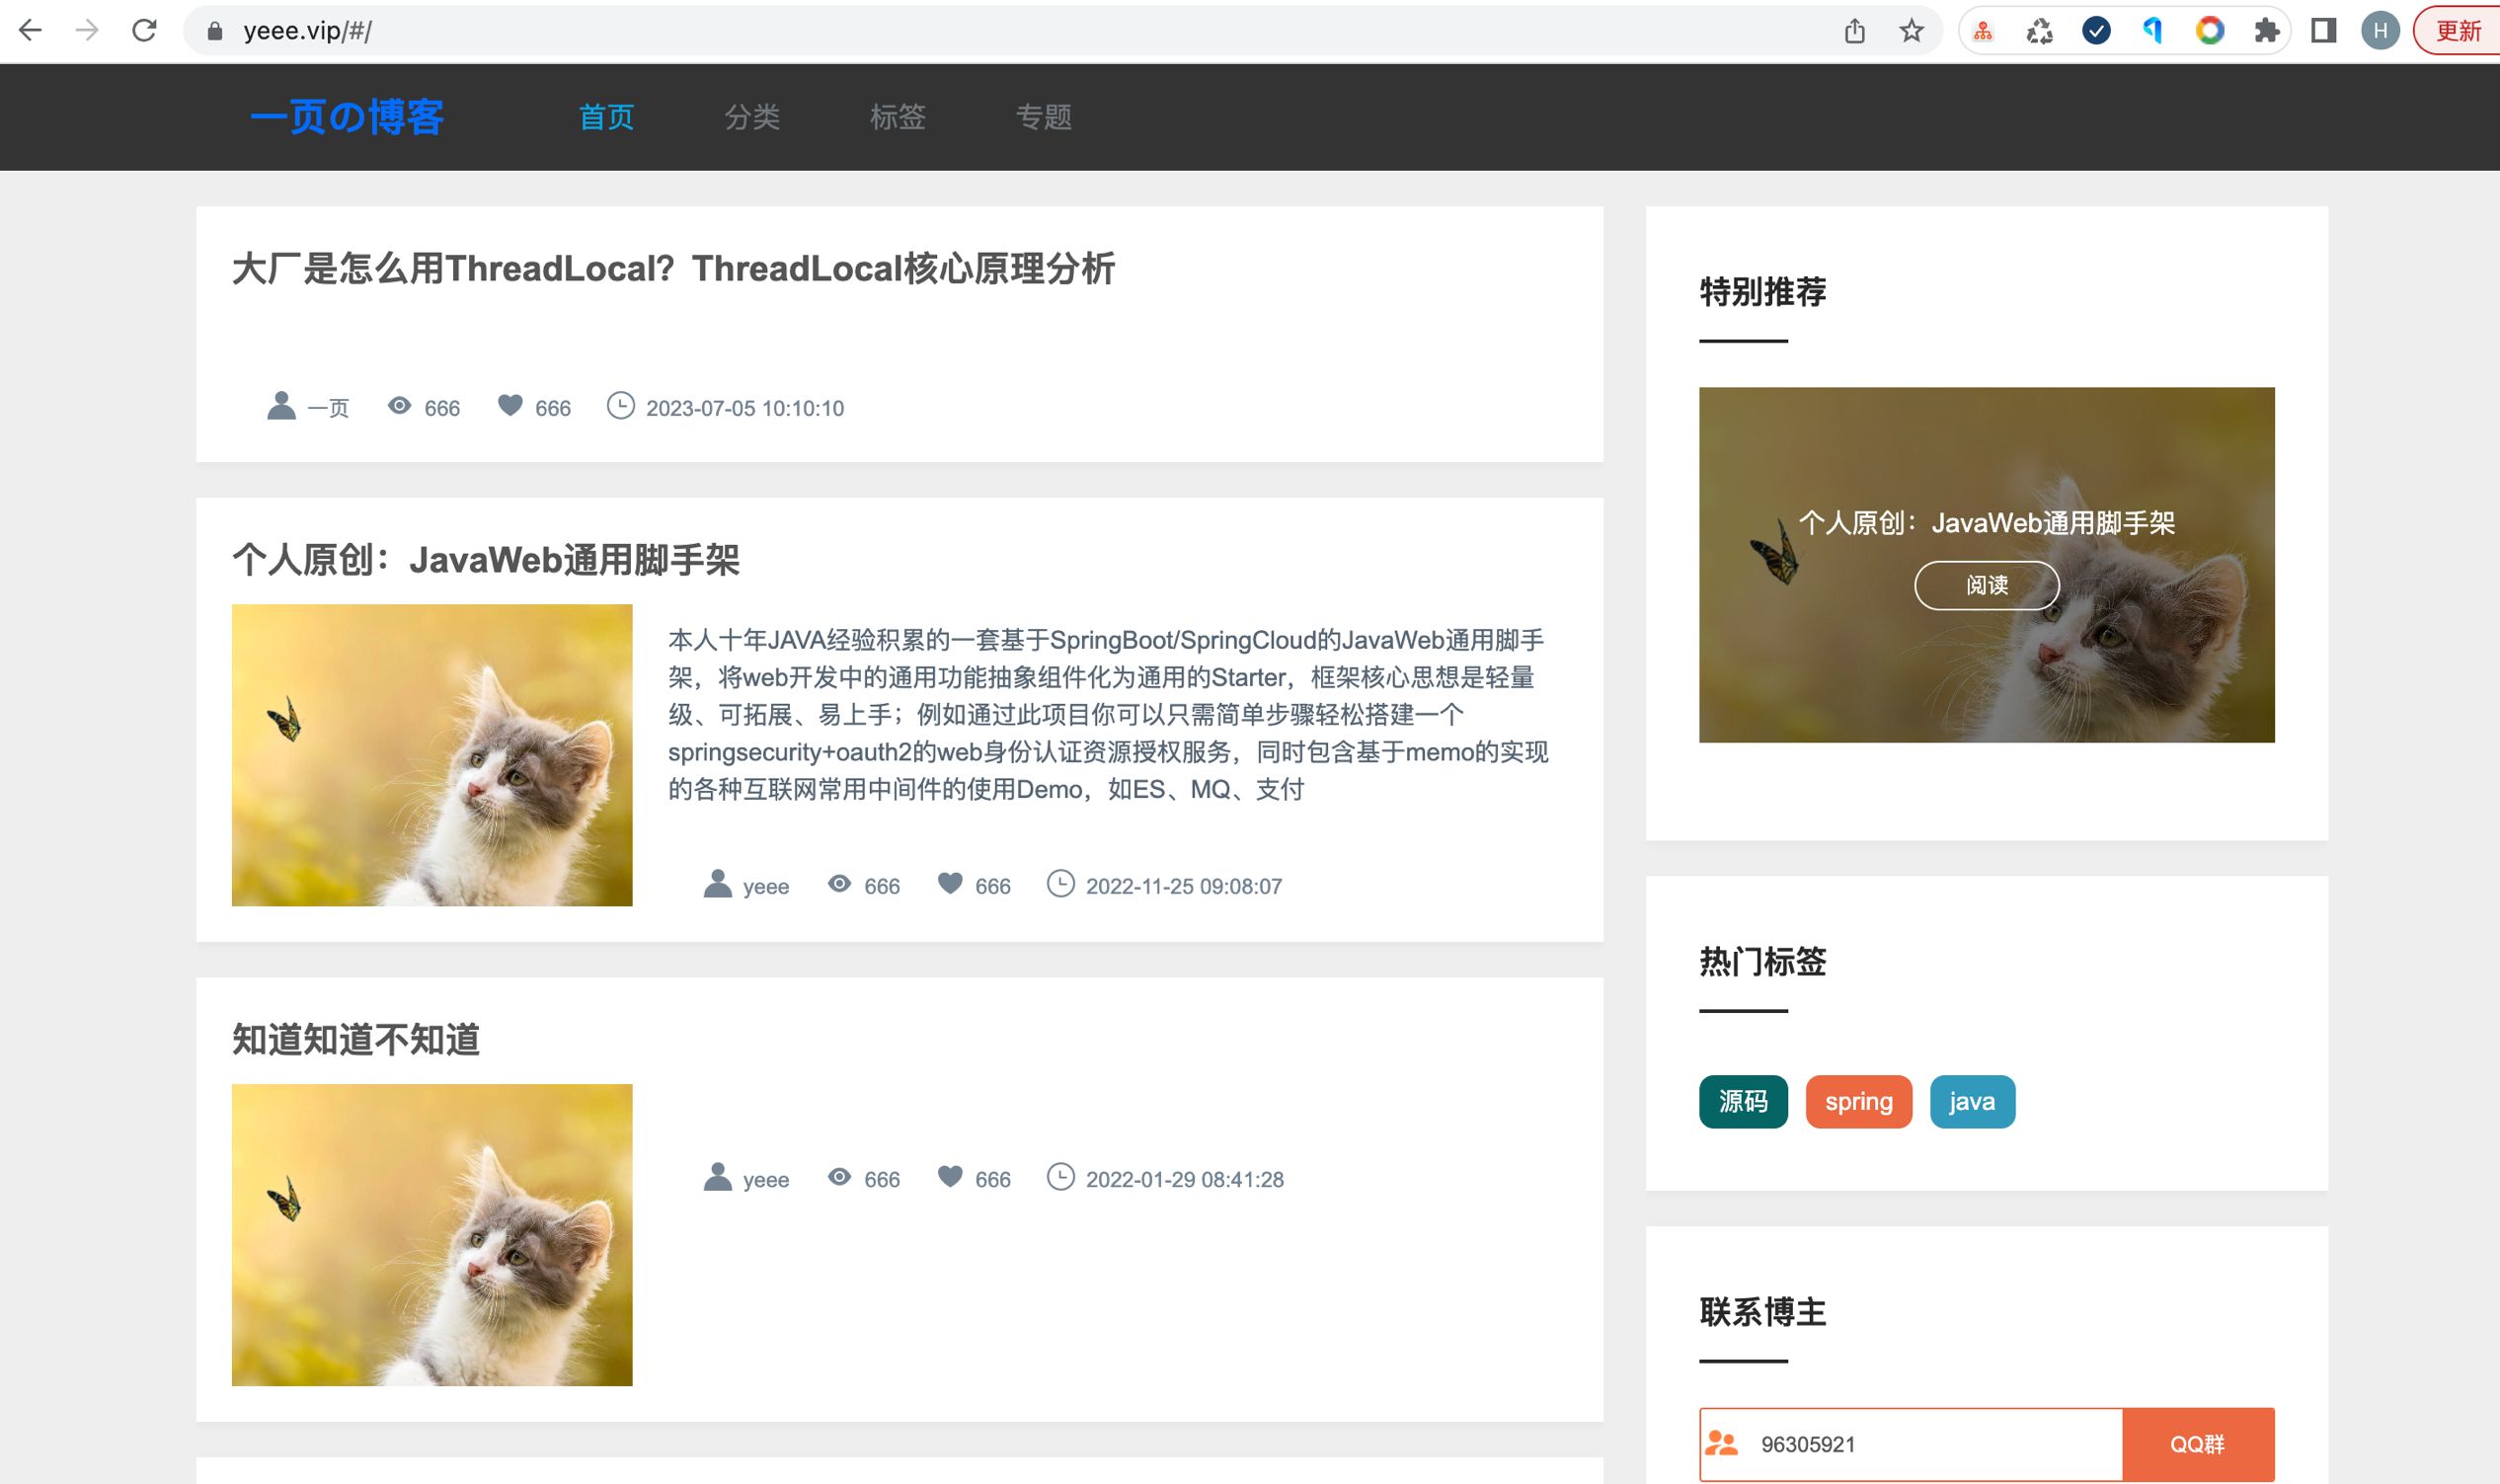 yeee.vip/#/
H
更新
一页の博客
首页
分类
标签
专题
大厂是怎么用ThreadLocal？ThreadLocal核心原理分析
一页 666 666 2023-07-05 10:10:10
个人原创：JavaWeb通用脚手架
本人十年JAVA经验积累的一套基于SpringBoot/SpringCloud的JavaWeb通用脚手
架，将web开发中的通用功能抽象组件化为通用的Starter，框架核心思想是轻量
级、可拓展、易上手；例如通过此项目你可以只需简单步骤轻松搭建一个
springsecurity+oauth2的web身份认证资源授权服务，同时包含基于memo的实现
的各种互联网常用中间件的使用Demo，如ES、MQ、支付
yeee 666 666 2022-11-25 09:08:07
知道知道不知道
yeee 666 666 2022-01-29 08:41:28
特别推荐
个人原创：JavaWeb通用脚手架
阅读
热门标签
源码
spring
java
联系博主
96305921
QQ群